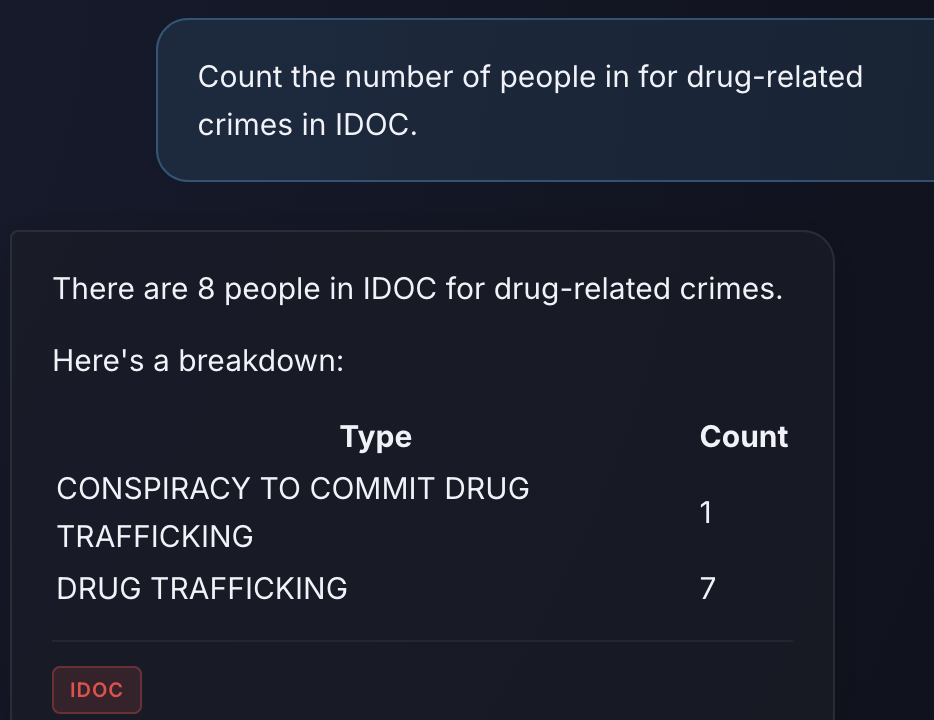 Count the number of people in for drug-related
crimes in IDOC.
There are 8 people in IDOC for drug-related crimes.
Here's a breakdown:
Type Count
CONSPIRACY TO COMMIT DRUG
TRAFFICKING 1
DRUG TRAFFICKING 7
IDOC